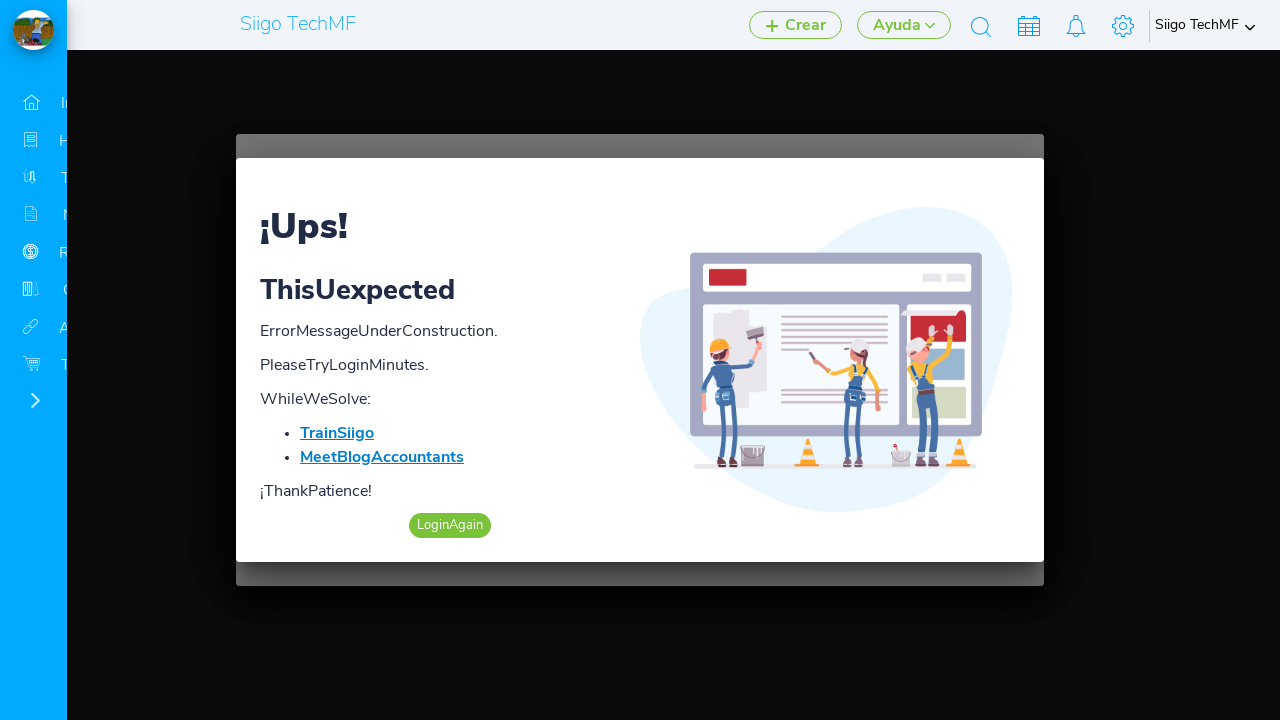 Siigo TechMF
Crear
Ayuda
Siigo TechMF
¡Ups!
ThisUexpected
ErrorMessageUnderConstruction.
PleaseTryLoginMinutes.
WhileWeSolve:
TrainSiigo
MeetBlogAccountants
¡ThankPatience!
LoginAgain